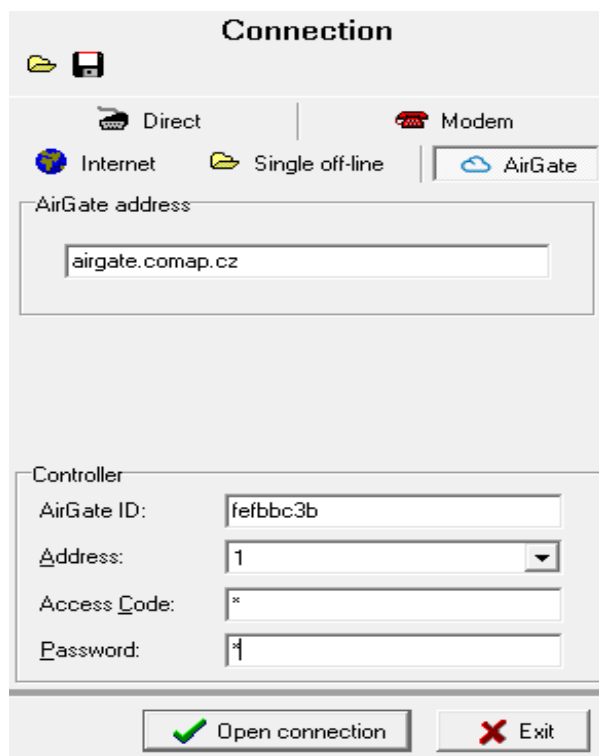 Connection
Direct
Modem
Internet
Single off-line
AirGate
AirGate address
airgate.comap.cz
Controller
AirGate ID: fefbbc3b
Address: 1
Access Code: *
Password: *
Open connection
Exit